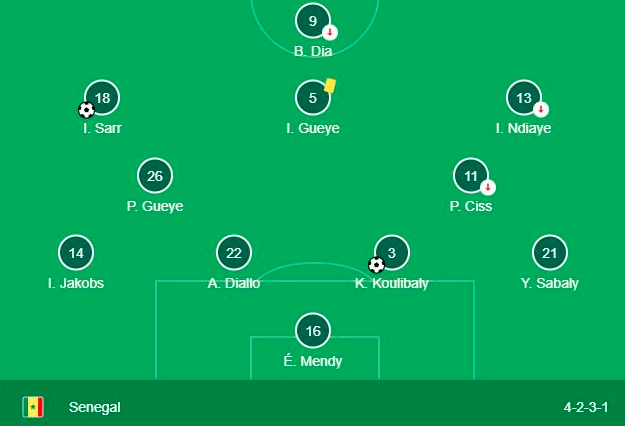 9
B. Dia
18 5 13
I. Sarr I. Gueye I. Ndiaye
26 11
P. Gueye P. Ciss
14 22 3 21
I. Jakobs A. Diallo K. Koulibaly Y. Sabaly
16
É. Mendy
Senegal 4-2-3-1